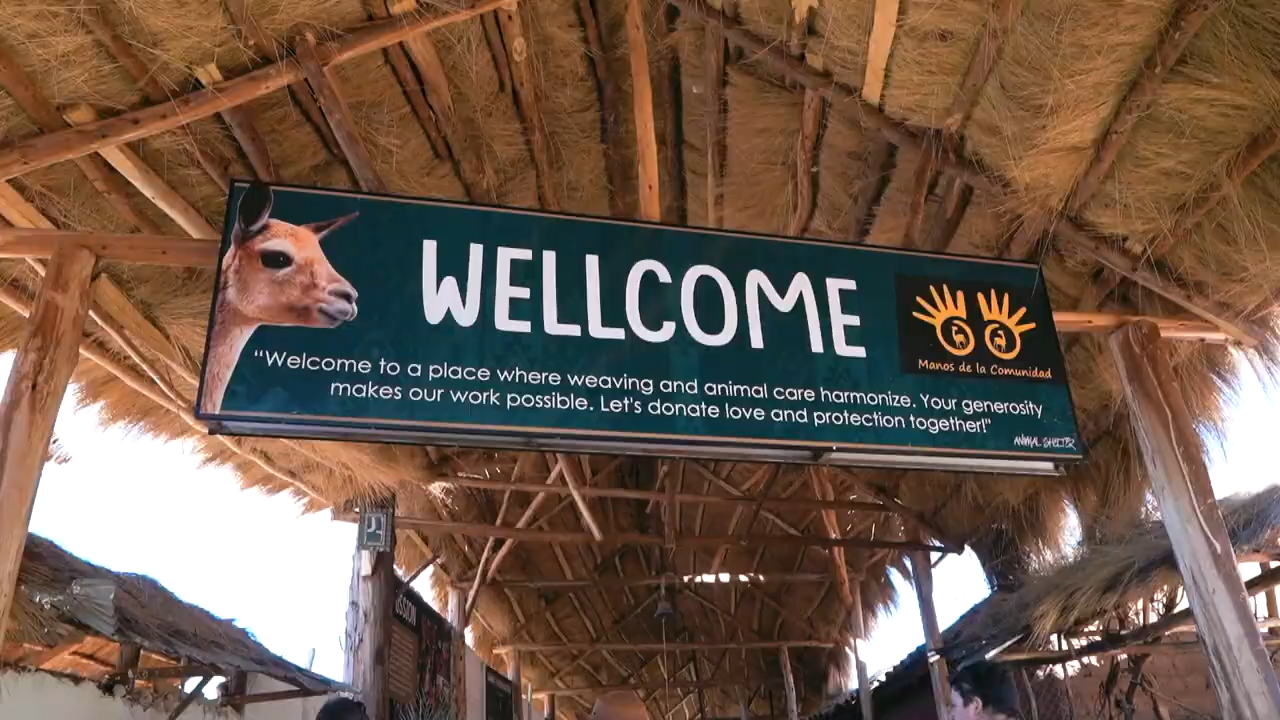 WELLCOME
“Welcome to a place where weaving and animal care harmonize. Your generosity
makes our work possible. Let's donate love and protection together!"
Manos de la Comunidad
ANIMAL SHELTER